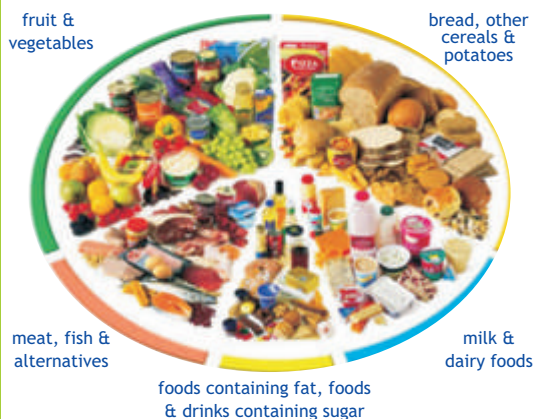 fruit &
vegetables
bread, other
cereals &
potatoes
meat, fish &
alternatives
milk &
dairy foods
foods containing fat, foods
& drinks containing sugar